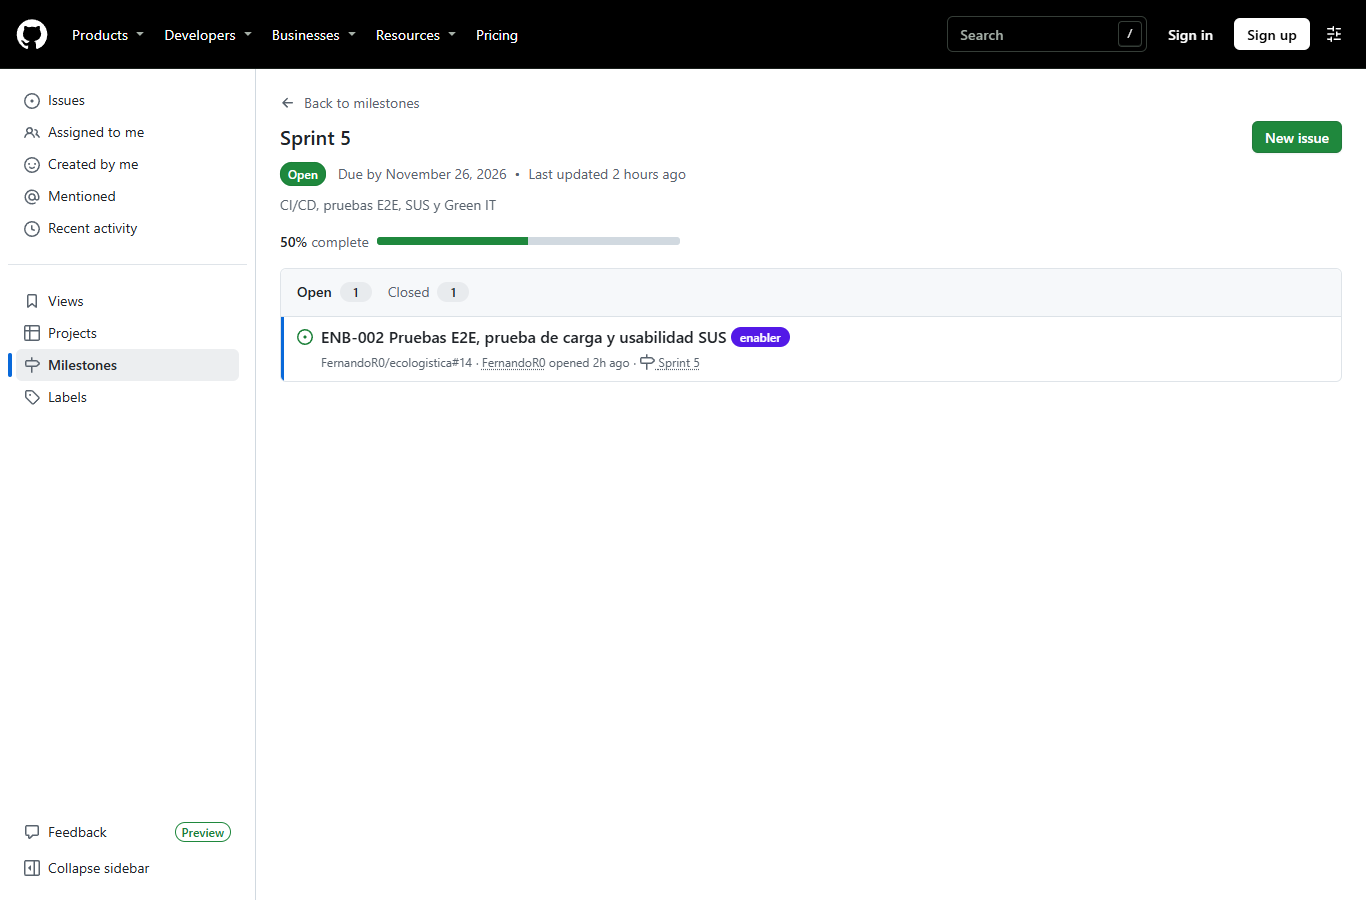 Products
Developers
Businesses
Resources
Pricing
Search
/
Sign in
Sign up
Issues
Assigned to me
Created by me
Mentioned
Recent activity
Views
Projects
Milestones
Labels
Feedback
Preview
Collapse sidebar
Back to milestones
Sprint 5
New issue
Open
Due by November 26, 2026 • Last updated 2 hours ago
CI/CD, pruebas E2E, SUS y Green IT
50% complete
Open 1
Closed 1
ENB-002 Pruebas E2E, prueba de carga y usabilidad SUS enabler
FernandoR0/ecologistica#14 · FernandoR0 opened 2h ago · Sprint 5